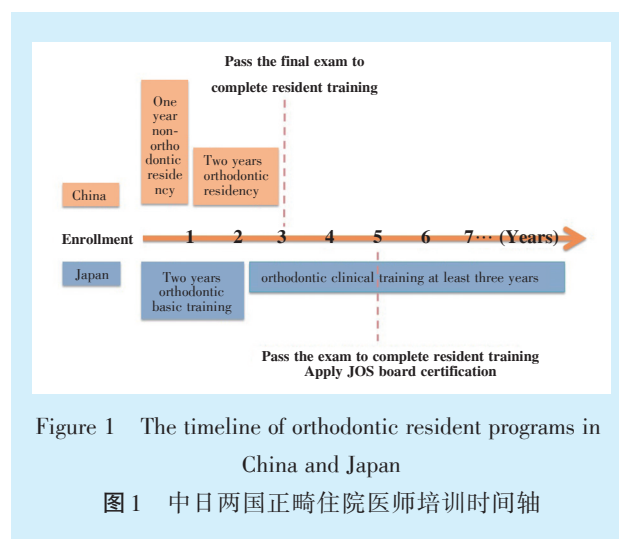 Pass the final exam to
complete resident training
One
year
non-
ortho
dontic
reside
ncy
Two years
orthodontic
residency
China
Enrollment
1 2 3 4 5 6 7··· (Years)
Japan
Two years
orthodontic
basic training
orthodontic clinical training at least three years
Pass the exam to complete resident training
Apply JOS board certification
Figure 1 The timeline of orthodontic resident programs in
China and Japan
图1 中日两国正畸住院医师培训时间轴